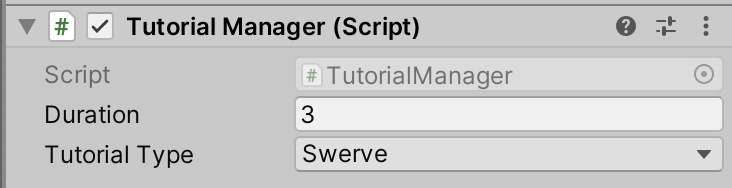 # Tutorial Manager (Script)
Script # TutorialManager
Duration 3
Tutorial Type Swerve